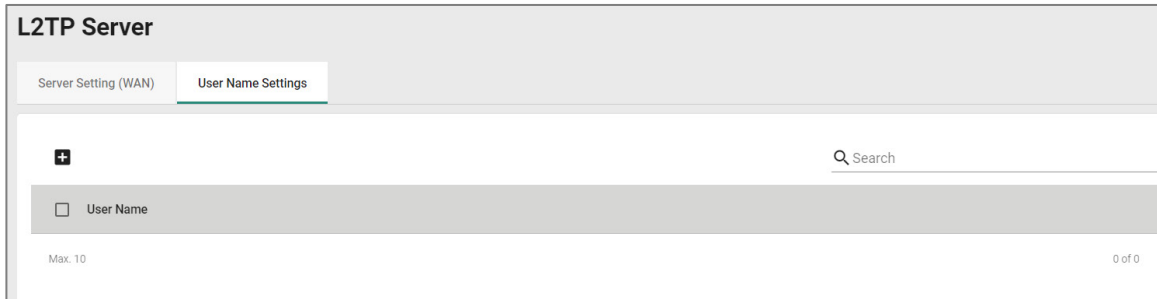 L2TP Server
Server Setting (WAN) User Name Settings
Search
User Name
Max. 10 0 of 0